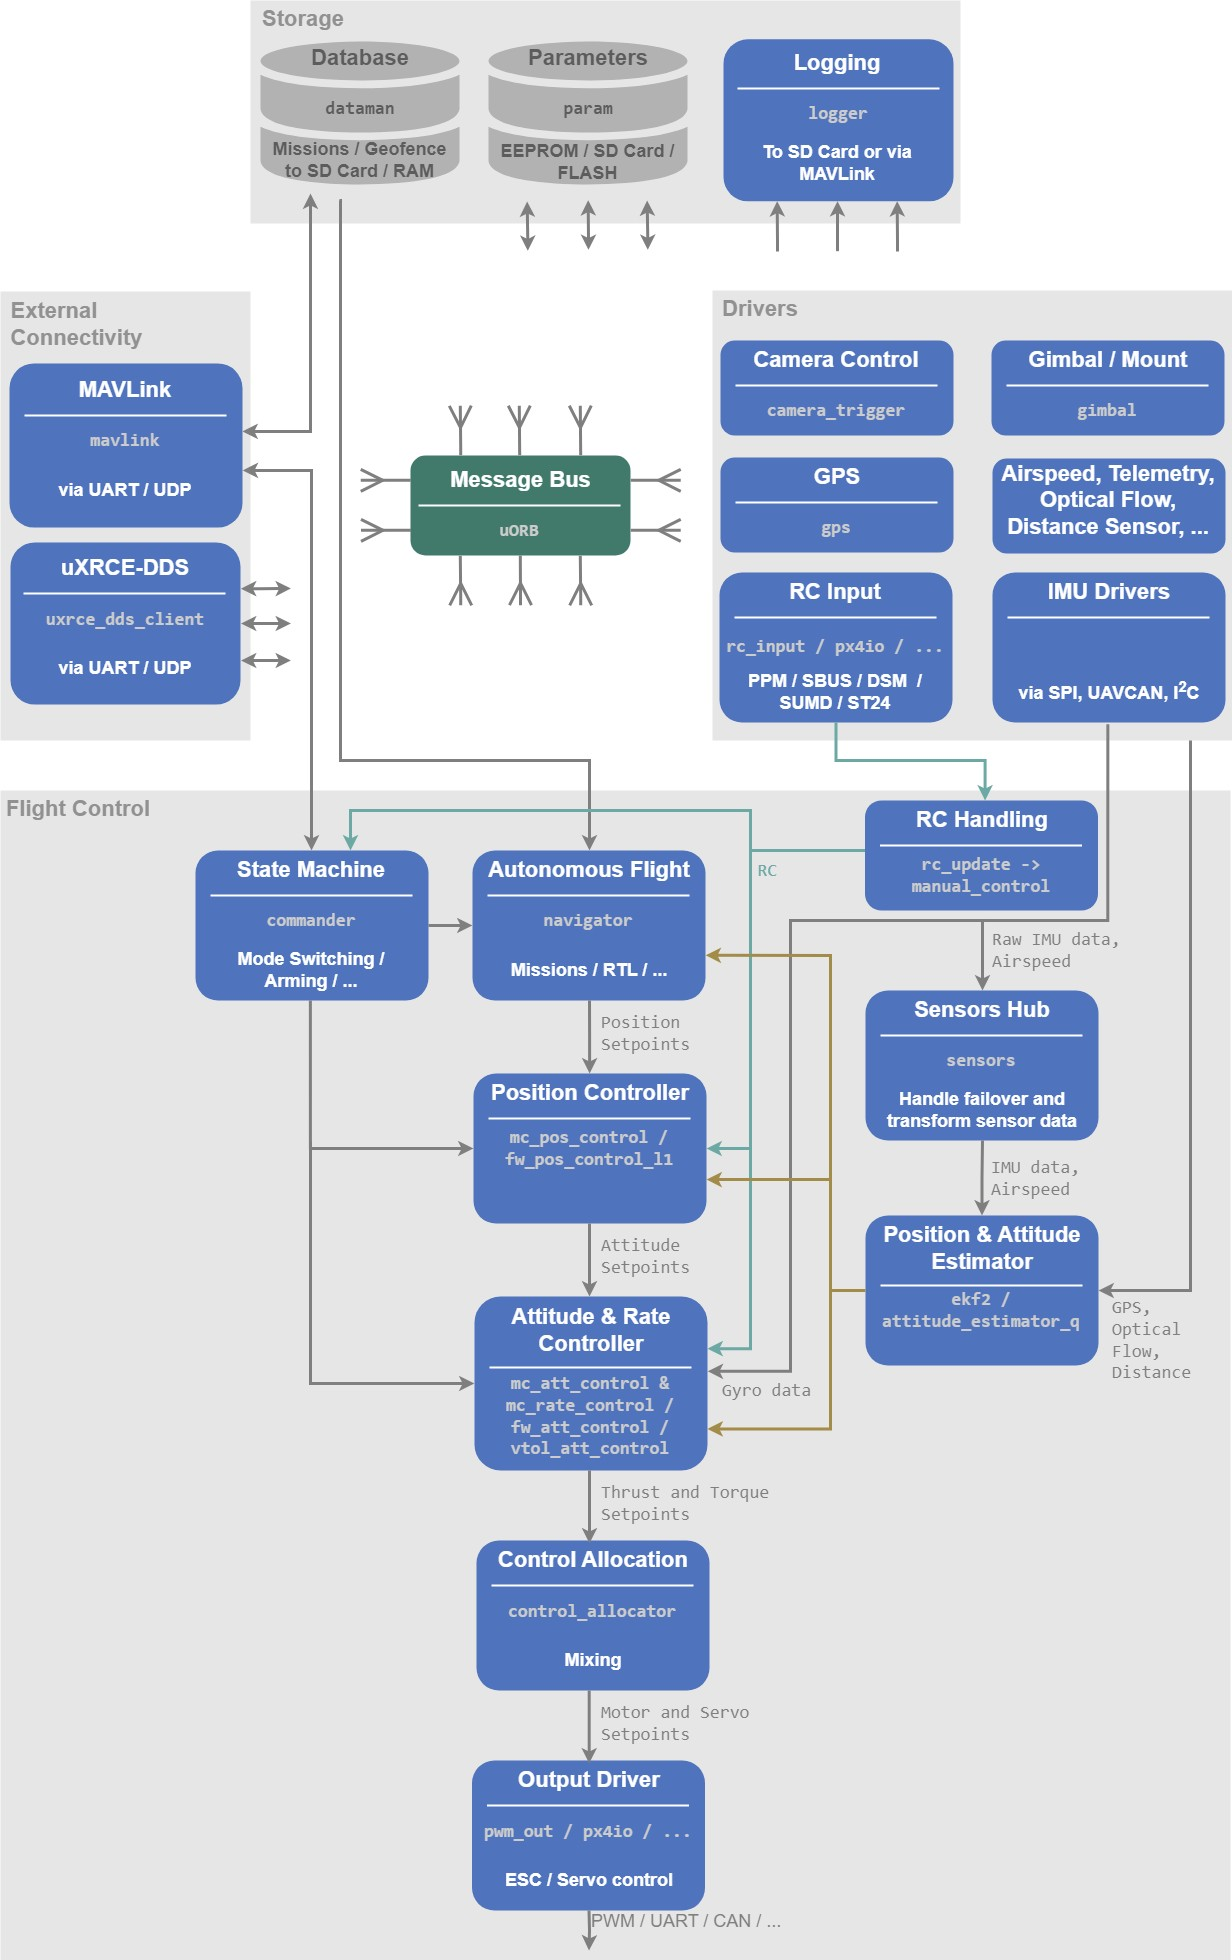 Storage
Database
dataman
Missions / Geofence
to SD Card / RAM
Parameters
param
EEPROM / SD Card /
FLASH
Logging
logger
To SD Card or via
MAVLink
External
Connectivity
MAVLink
mavlink
via UART / UDP
uXRCE-DDS
uxrce_dds_client
via UART / UDP
Message Bus
uORB
Drivers
Camera Control
camera_trigger
Gimbal / Mount
gimbal
GPS
gps
Airspeed, Telemetry,
Optical Flow,
Distance Sensor, ...
RC Input
rc_input / px4io / ...
PPM / SBUS / DSM /
SUMD / ST24
IMU Drivers
via SPI, UAVCAN, I²C
Flight Control
State Machine
commander
Mode Switching /
Arming / ...
Autonomous Flight
navigator
Missions / RTL / ...
RC
RC Handling
rc_update ->
manual_control
Raw IMU data,
Airspeed
Sensors Hub
sensors
Handle failover and
transform sensor data
Position
Setpoints
Position Controller
mc_pos_control /
fw_pos_control_l1
IMU data,
Airspeed
Position & Attitude
Estimator
ekf2 /
attitude_estimator_q
GPS,
Optical
Flow,
Distance
Attitude
Setpoints
Attitude & Rate
Controller
mc_att_control &
mc_rate_control /
fw_att_control /
vtol_att_control
Gyro data
Thrust and Torque
Setpoints
Control Allocation
control_allocator
Mixing
Motor and Servo
Setpoints
Output Driver
pwm_out / px4io / ...
ESC / Servo control
PWM / UART / CAN / ...